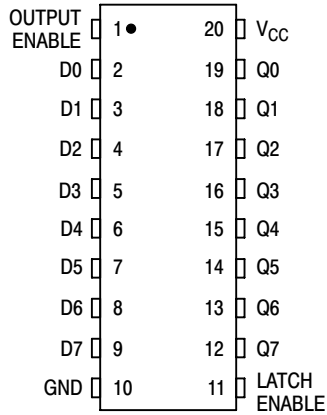 OUTPUT
ENABLE 1 20 VCC
D0 2 19 Q0
D1 3 18 Q1
D2 4 17 Q2
D3 5 16 Q3
D4 6 15 Q4
D5 7 14 Q5
D6 8 13 Q6
D7 9 12 Q7
GND 10 11 LATCH
ENABLE